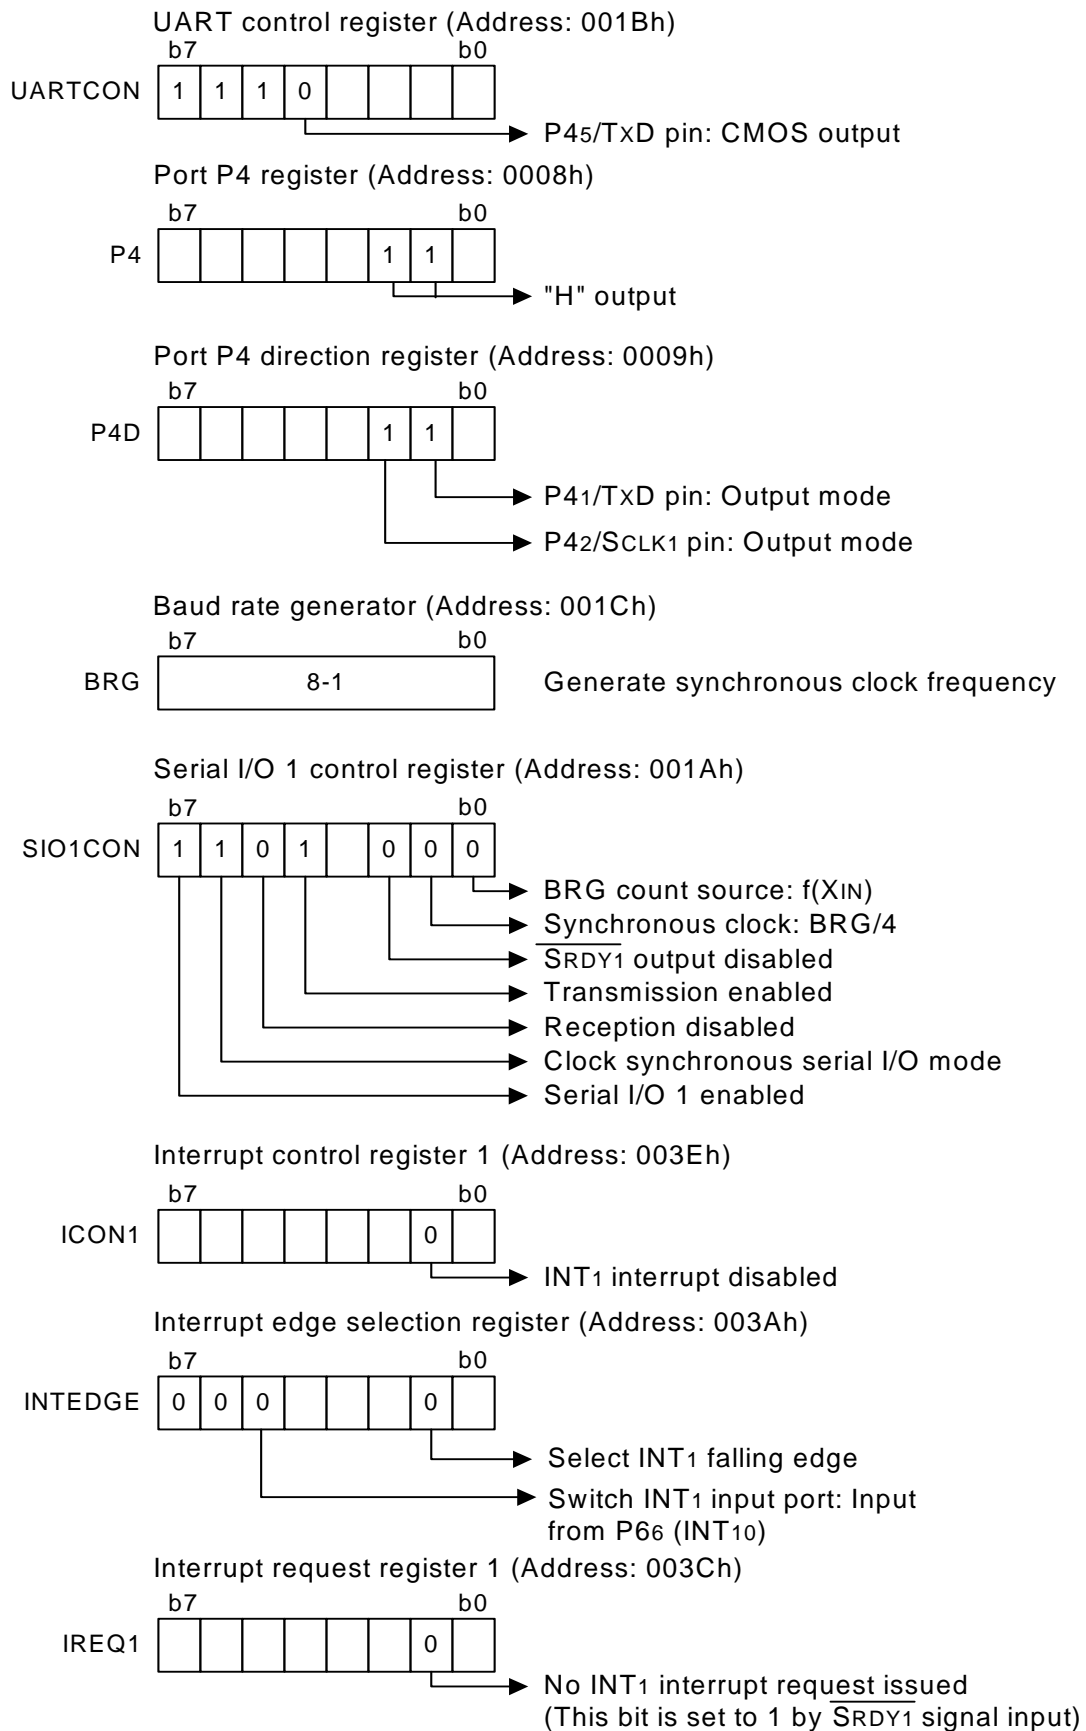 UART control register (Address: 001Bh)
b7 b0
UARTCON 1 1 1 0
P45/TxD pin: CMOS output
Port P4 register (Address: 0008h)
b7 b0
P4 1 1
"H" output
Port P4 direction register (Address: 0009h)
b7 b0
P4D 1 1
P41/TxD pin: Output mode
P42/SCLK1 pin: Output mode
Baud rate generator (Address: 001Ch)
b7 b0
BRG 8-1 Generate synchronous clock frequency
Serial I/O 1 control register (Address: 001Ah)
b7 b0
SIO1CON 1 1 0 1 0 0 0
BRG count source: f(XIN)
Synchronous clock: BRG/4
SRDY1 output disabled
Transmission enabled
Reception disabled
Clock synchronous serial I/O mode
Serial I/O 1 enabled
Interrupt control register 1 (Address: 003Eh)
b7 b0
ICON1 0
INT1 interrupt disabled
Interrupt edge selection register (Address: 003Ah)
b7 b0
INTEDGE 0 0 0 0
Select INT1 falling edge
Switch INT1 input port: Input
from P66 (INT10)
Interrupt request register 1 (Address: 003Ch)
b7 b0
IREQ1 0
No INT1 interrupt request issued
(This bit is set to 1 by SRDY1 signal input)